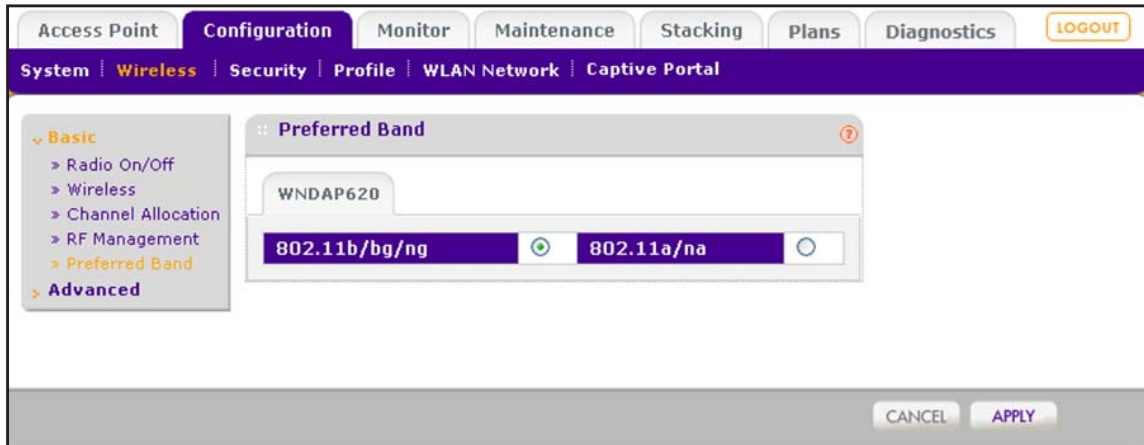 Access Point Configuration Monitor Maintenance Stacking Plans Diagnostics LOGOUT
System Wireless Security Profile WLAN Network Captive Portal
Basic
» Radio On/Off
» Wireless
» Channel Allocation
» RF Management
» Preferred Band
Advanced
Preferred Band ?
WNDAP620
802.11b/bg/ng 802.11a/na
CANCEL APPLY